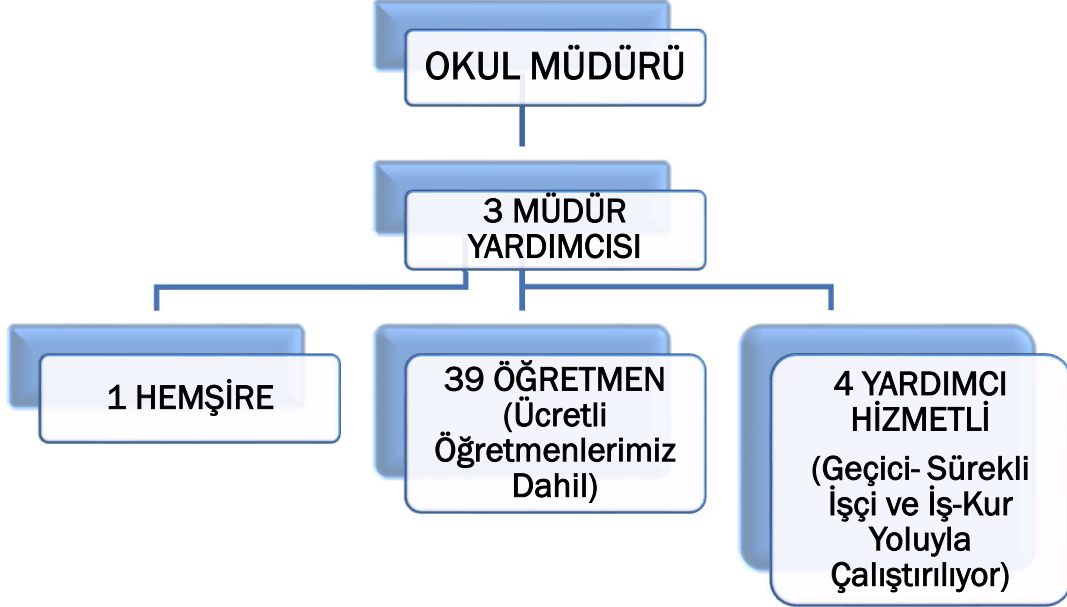 OKUL MÜDÜRÜ
3 MÜDÜR
YARDIMCISI
1 HEMŞİRE
39 ÖĞRETMEN
(Ücretli
Öğretmenlerimiz
Dahil)
4 YARDIMCI
HİZMETLİ
(Geçici- Sürekli
İşçi ve İş-Kur
Yoluyla
Çalıştırılıyor)